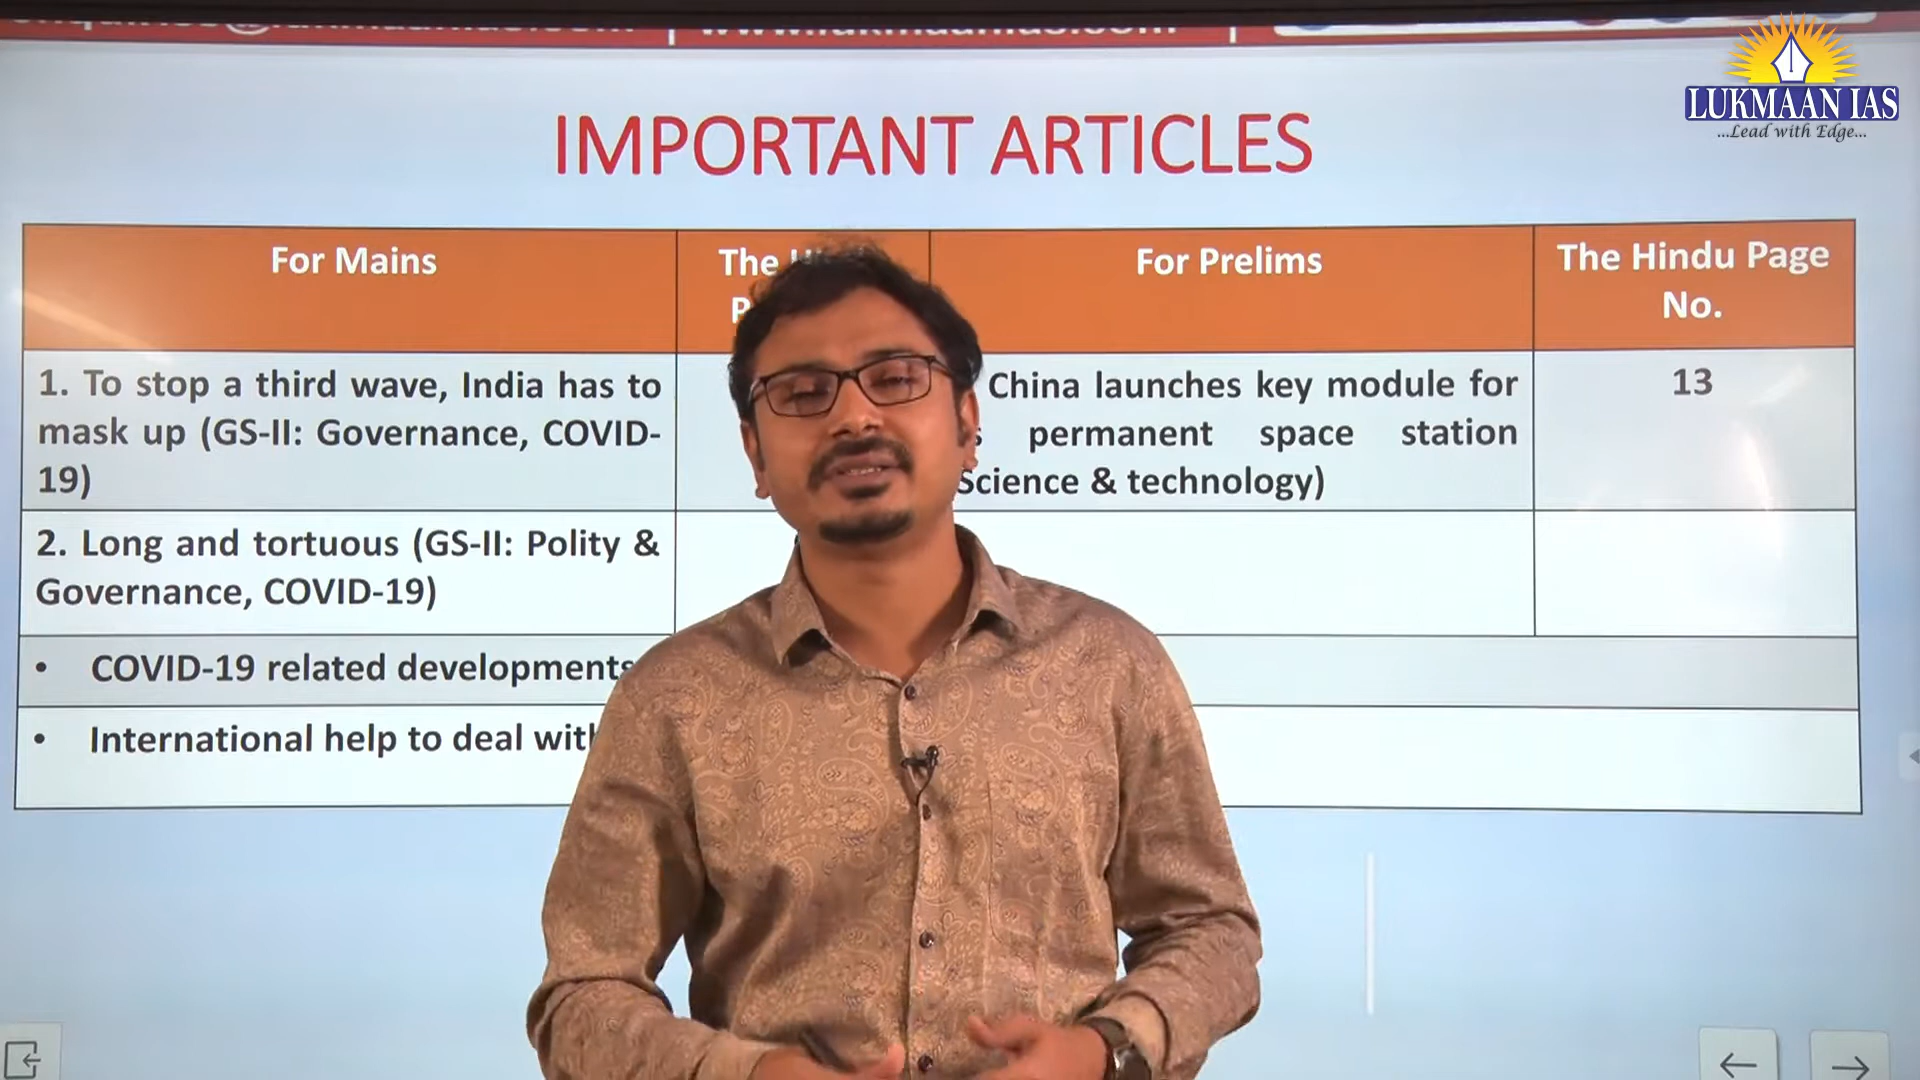 LUKMAAN IAS
...Lead with Edge...
IMPORTANT ARTICLES
For Mains
The
For Prelims
The Hindu Page
No.
1. To stop a third wave, India has to
mask up (GS-II: Governance, COVID-
19)
China launches key module for
permanent space station
Science & technology)
13
2. Long and tortuous (GS-II: Polity &
Governance, COVID-19)
• COVID-19 related developments
• International help to deal with